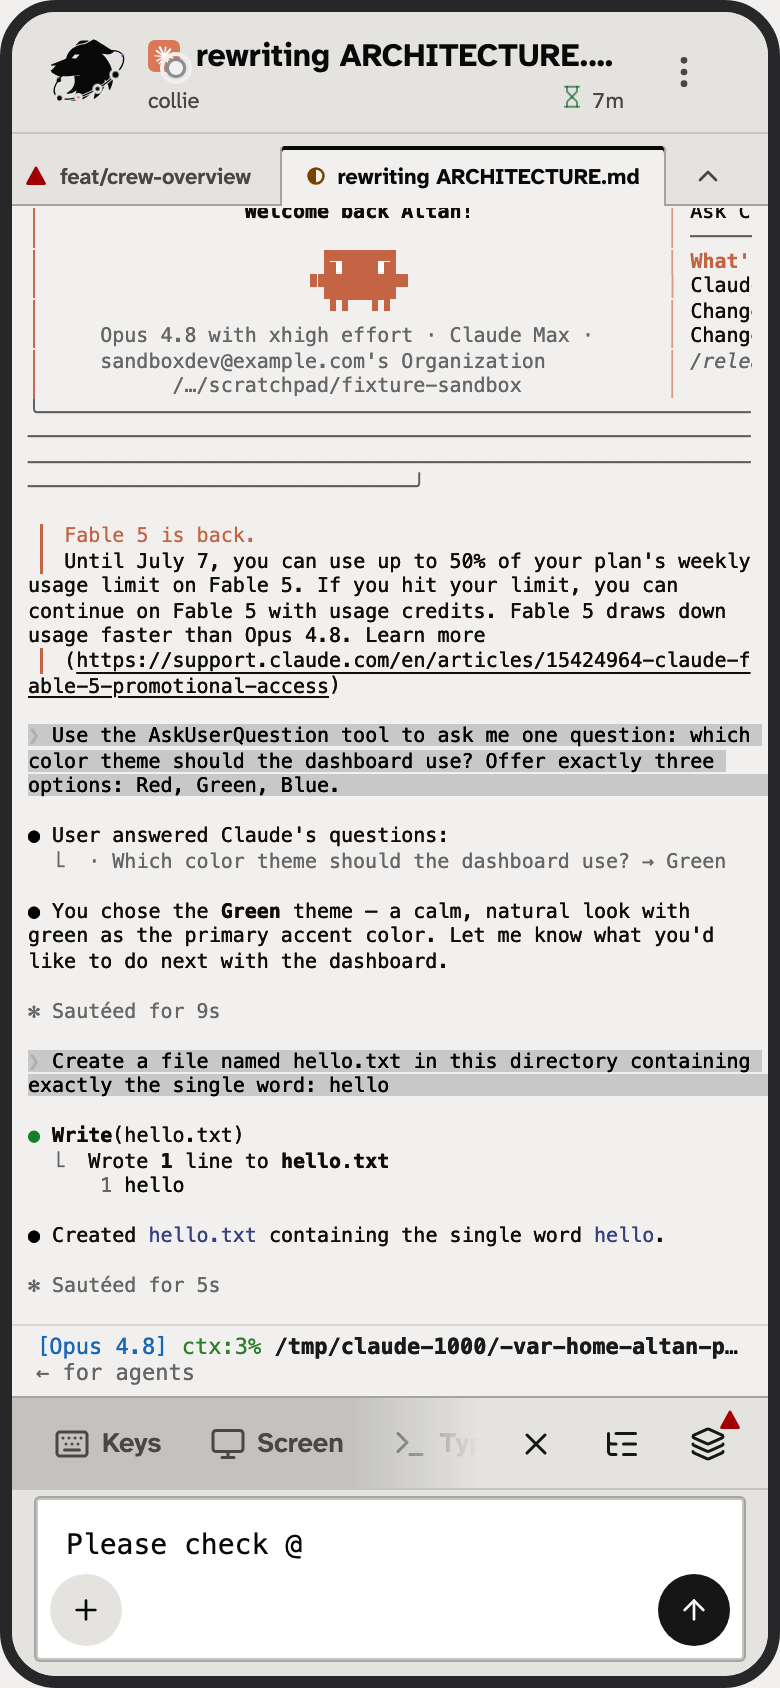 rewriting ARCHITECTURE....
collie
7m
feat/crew-overview
rewriting ARCHITECTURE.md
Welcome back Altan!
Opus 4.8 with xhigh effort · Claude Max ·
sandboxdev@example.com's Organization
/…/scratchpad/fixture-sandbox
Ask C
What'
Claud
Chang
Chang
/rele
Fable 5 is back.
Until July 7, you can use up to 50% of your plan's weekly
usage limit on Fable 5. If you hit your limit, you can
continue on Fable 5 with usage credits. Fable 5 draws down
usage faster than Opus 4.8. Learn more
(https://support.claude.com/en/articles/15424964-claude-f
able-5-promotional-access)
❯ Use the AskUserQuestion tool to ask me one question: which
color theme should the dashboard use? Offer exactly three
options: Red, Green, Blue.
● User answered Claude's questions:
└ · Which color theme should the dashboard use? → Green
● You chose the Green theme — a calm, natural look with
green as the primary accent color. Let me know what you'd
like to do next with the dashboard.
✻ Sautéed for 9s
❯ Create a file named hello.txt in this directory containing
exactly the single word: hello
● Write(hello.txt)
└ Wrote 1 line to hello.txt
1 hello
● Created hello.txt containing the single word hello.
✻ Sautéed for 5s
[Opus 4.8] ctx:3% /tmp/claude-1000/-var-home-altan-p…
← for agents
Keys
Screen
Typ
Please check @